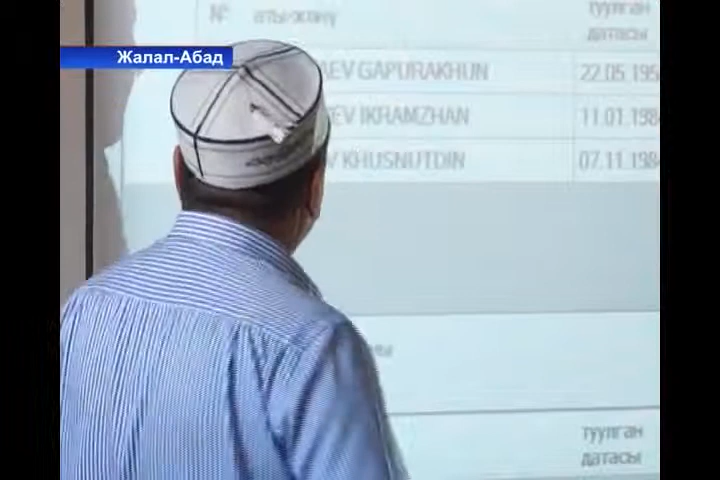 Жалал-Абад
№ аты-жөнү туулган датасы
AEV GAPURAKHUN 22.05.195
EV IKRAMZHAN 11.01.198
V KHUSNUTDIN 07.11.198
туулган
датасы